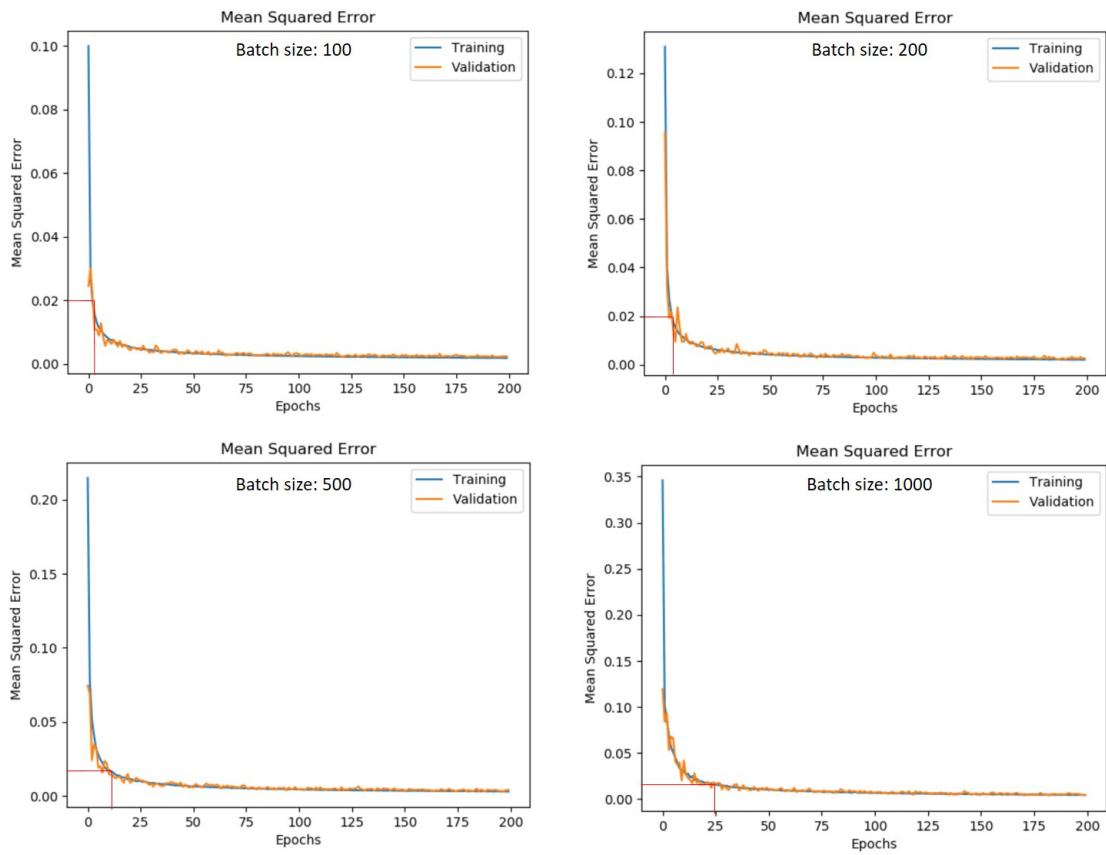 Mean Squared Error
Batch size: 100
Training
Validation
Mean Squared Error
0.10
0.08
0.06
0.04
0.02
0.00
0 25 50 75 100 125 150 175 200
Epochs
Mean Squared Error
Batch size: 200
Training
Validation
Mean Squared Error
0.12
0.10
0.08
0.06
0.04
0.02
0.00
0 25 50 75 100 125 150 175 200
Epochs
Mean Squared Error
Batch size: 500
Training
Validation
Mean Squared Error
0.20
0.15
0.10
0.05
0.00
0 25 50 75 100 125 150 175 200
Epochs
Mean Squared Error
Batch size: 1000
Training
Validation
Mean Squared Error
0.35
0.30
0.25
0.20
0.15
0.10
0.05
0.00
0 25 50 75 100 125 150 175 200
Epochs